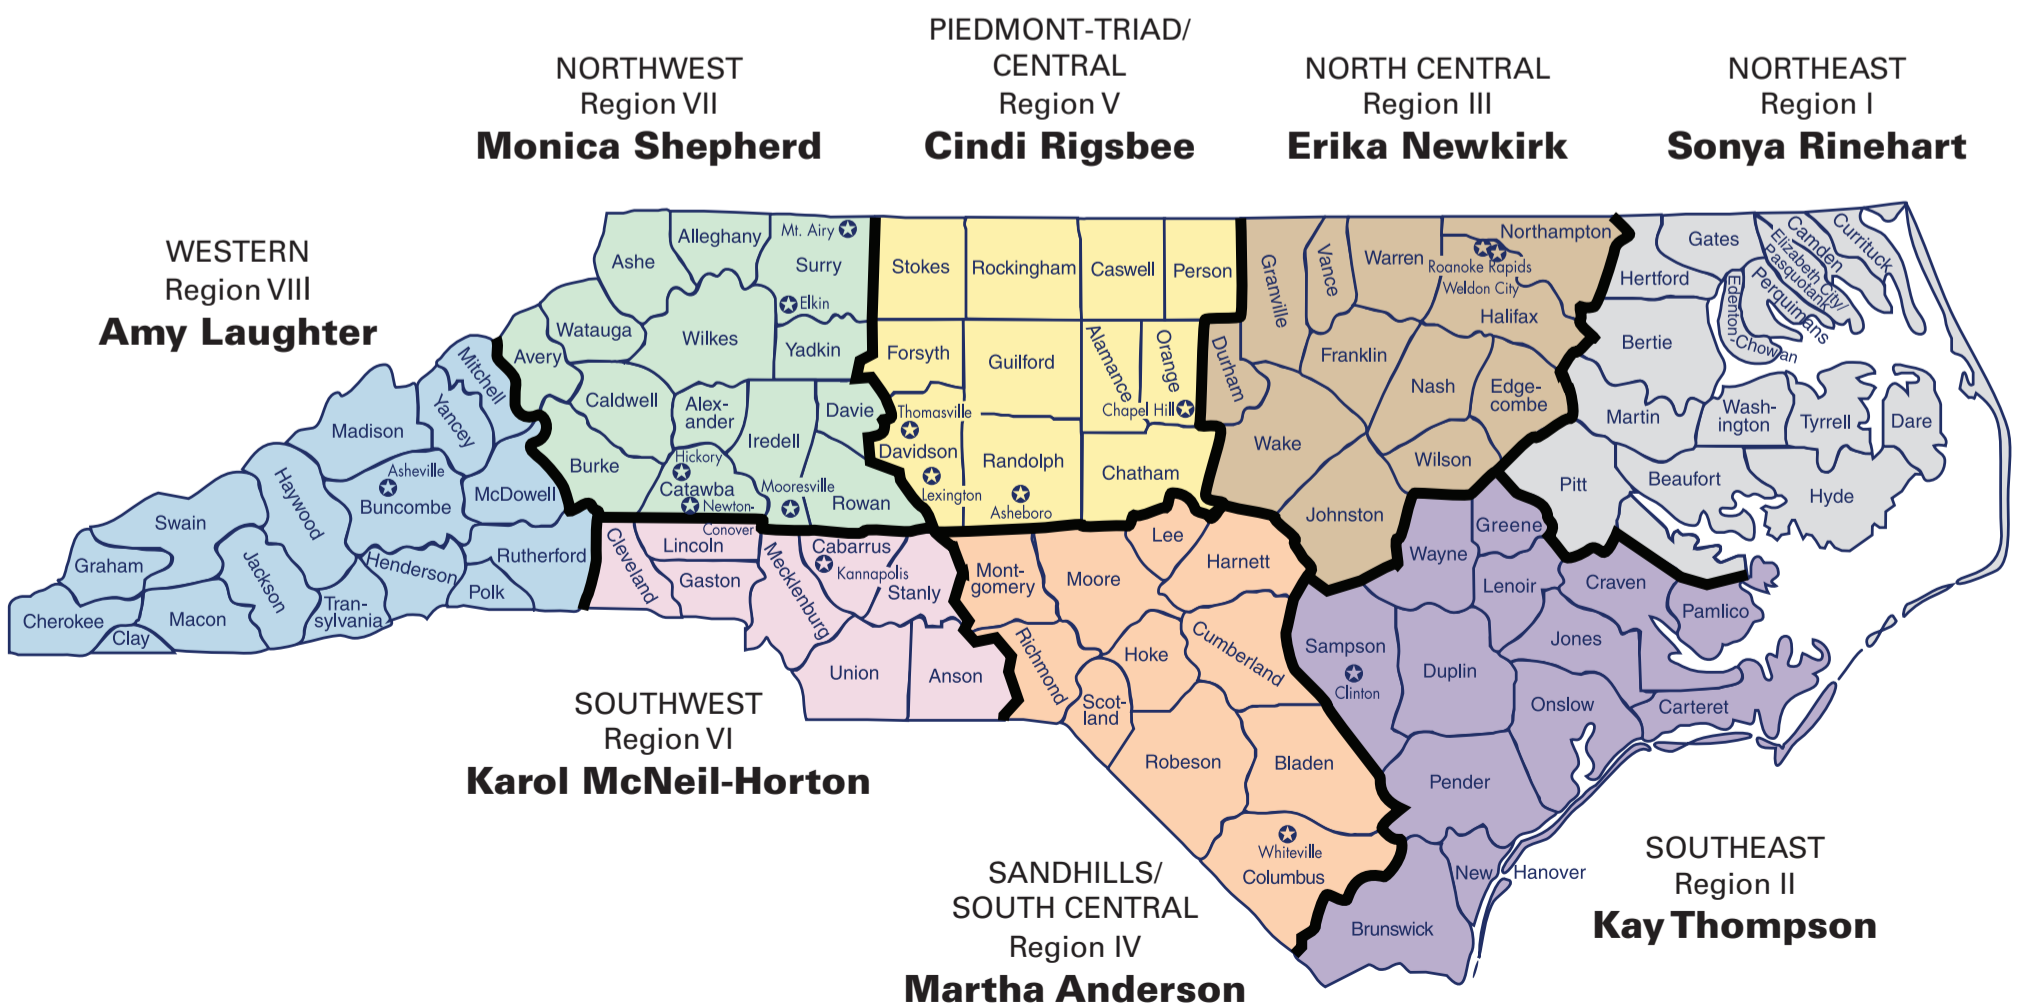 PIEDMONT-TRIAD/
CENTRAL
Region V
Cindi Rigsbee
NORTHWEST
Region VII
Monica Shepherd
NORTH CENTRAL
Region III
Erika Newkirk
NORTHEAST
Region I
Sonya Rinehart
WESTERN
Region VIII
Amy Laughter
SOUTHWEST
Region VI
Karol McNeil-Horton
SANDHILLS/
SOUTH CENTRAL
Region IV
Martha Anderson
SOUTHEAST
Region II
Kay Thompson
Cherokee
Graham
Clay
Swain
Macon
Jackson
Haywood
Madison
Yancey
Mitchell
Asheville
Buncombe
McDowell
Henderson
Tran-
sylvania
Polk
Rutherford
Ashe
Alleghany
Mt. Airy
Surry
Elkin
Watauga
Wilkes
Yadkin
Avery
Caldwell
Alex-
ander
Iredell
Davie
Burke
Hickory
Catawba
Newton-
Conover
Mooresville
Rowan
Cleveland
Lincoln
Gaston
Mecklenburg
Cabarrus
Kannapolis
Stanly
Union
Anson
Stokes
Rockingham
Caswell
Person
Forsyth
Guilford
Alamance
Orange
Chapel Hill
Thomasville
Davidson
Lexington
Randolph
Asheboro
Chatham
Granville
Vance
Warren
Northampton
Roanoke Rapids
Weldon City
Halifax
Durham
Franklin
Nash
Edge-
combe
Wake
Wilson
Johnston
Mont-
gomery
Moore
Lee
Harnett
Richmond
Hoke
Cumberland
Scot-
land
Robeson
Bladen
Whiteville
Columbus
Hertford
Gates
Camden
Currituck
Elizabeth City/
Pasquotank
Perquimans
Edenton-Chowan
Bertie
Martin
Wash-
ington
Tyrrell
Dare
Pitt
Beaufort
Hyde
Greene
Wayne
Lenoir
Craven
Pamlico
Sampson
Clinton
Duplin
Jones
Onslow
Carteret
Pender
New Hanover
Brunswick